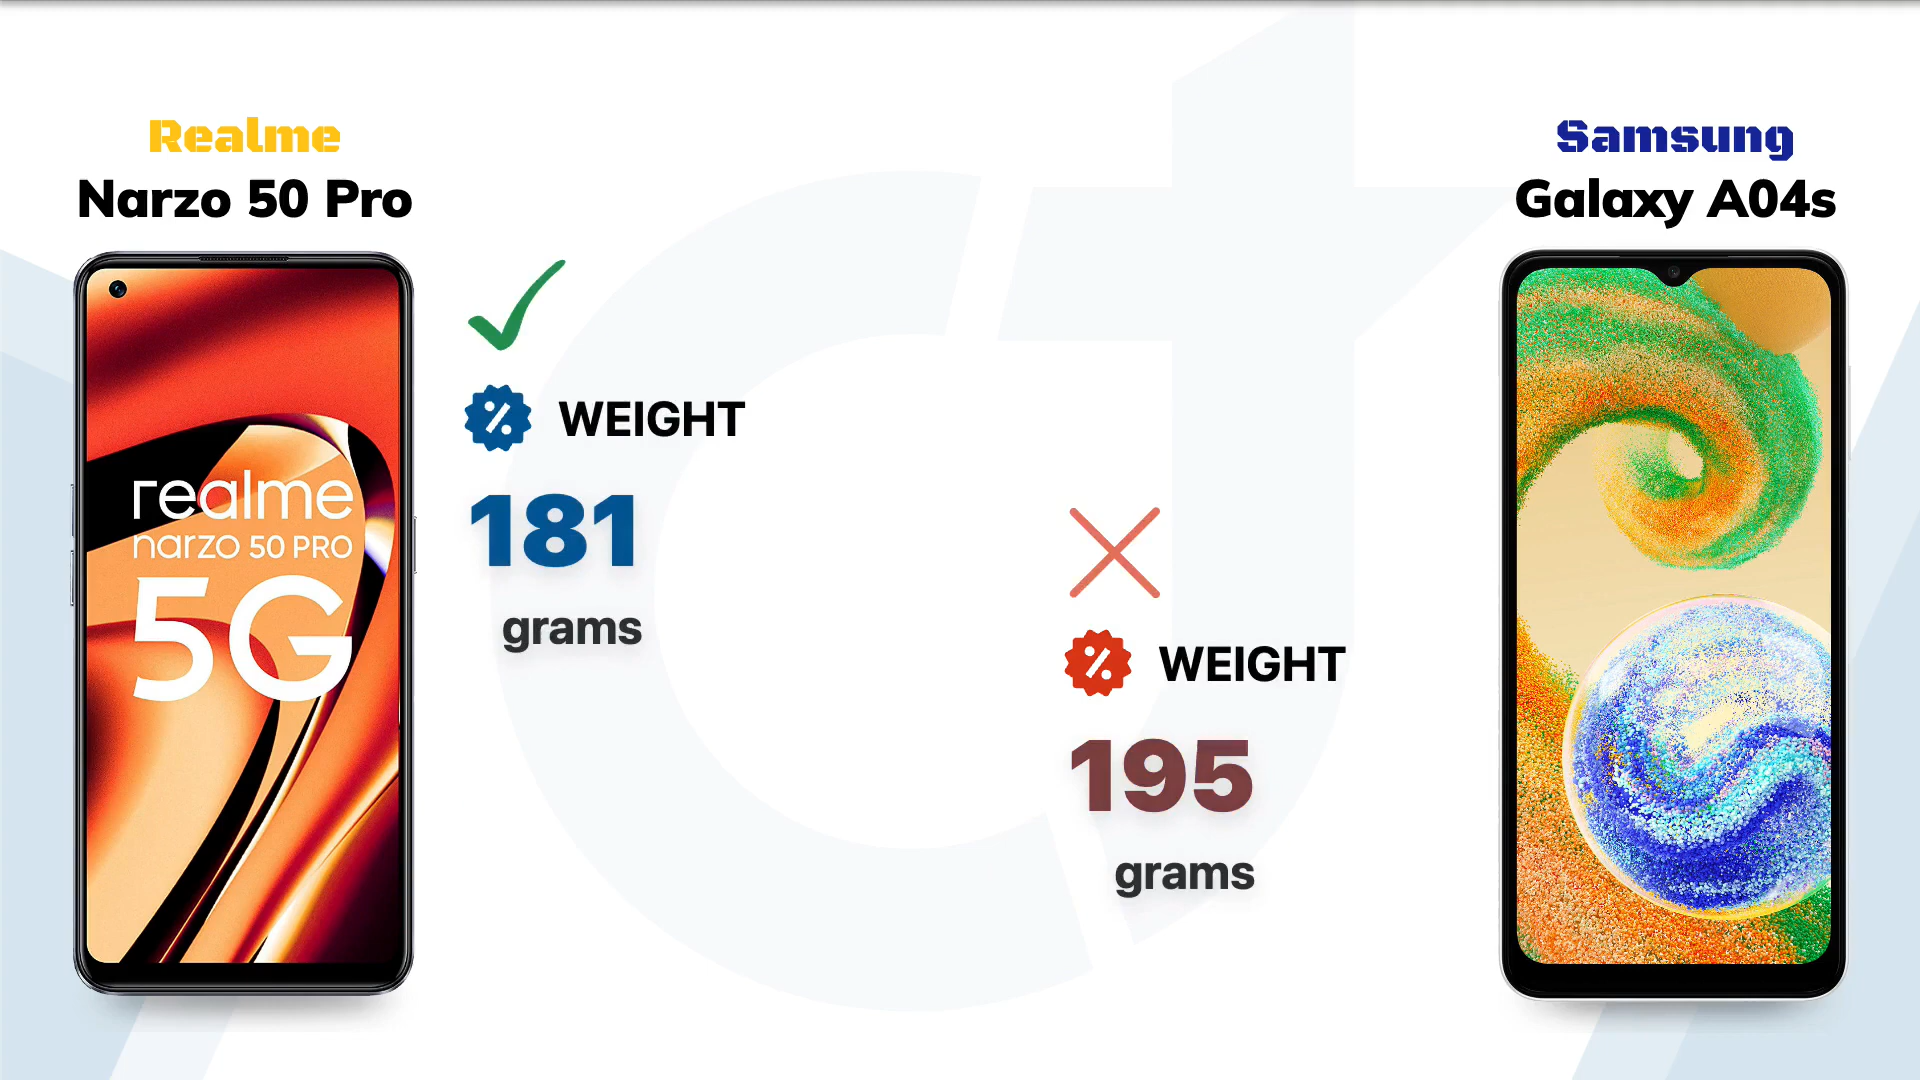 Realme
Narzo 50 Pro
realme
narzo 50 PRO
5G
WEIGHT
181
grams
WEIGHT
195
grams
Samsung
Galaxy A04s